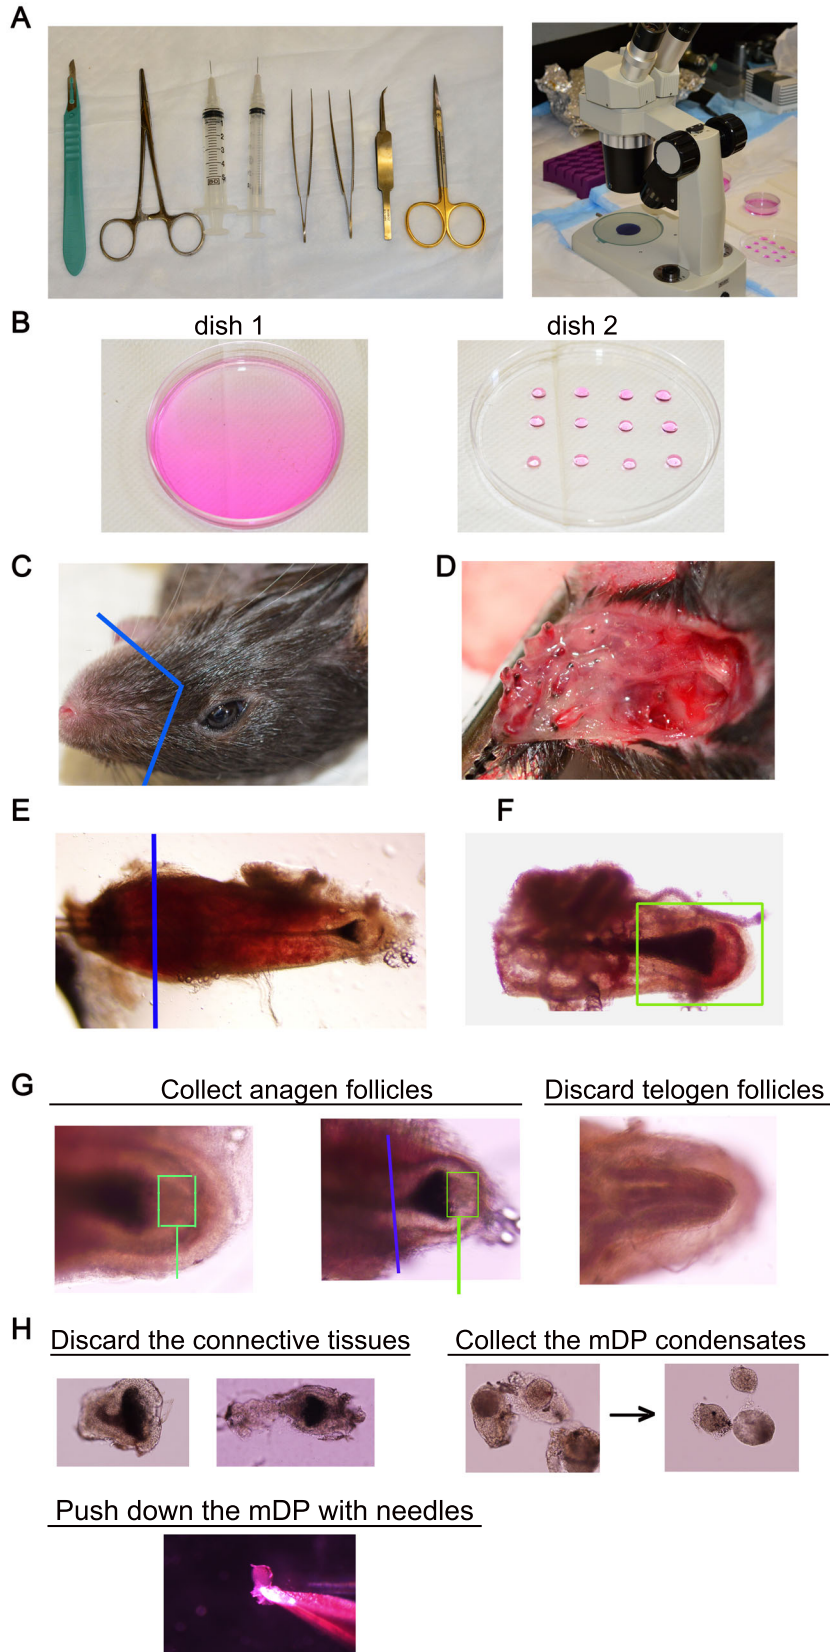 A
B
dish 1
dish 2
C
D
E
F
G
Collect anagen follicles
Discard telogen follicles
H
Discard the connective tissues
Collect the mDP condensates
Push down the mDP with needles